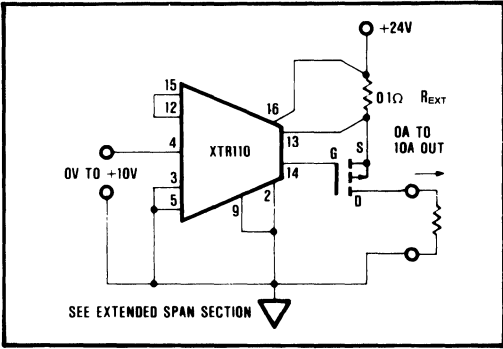 +24V
15
12
16
0.1Ω REXT
13
4
XTR110
0A TO
10A OUT
G
S
14
0V TO +10V
3
2
5
9
D
SEE EXTENDED SPAN SECTION